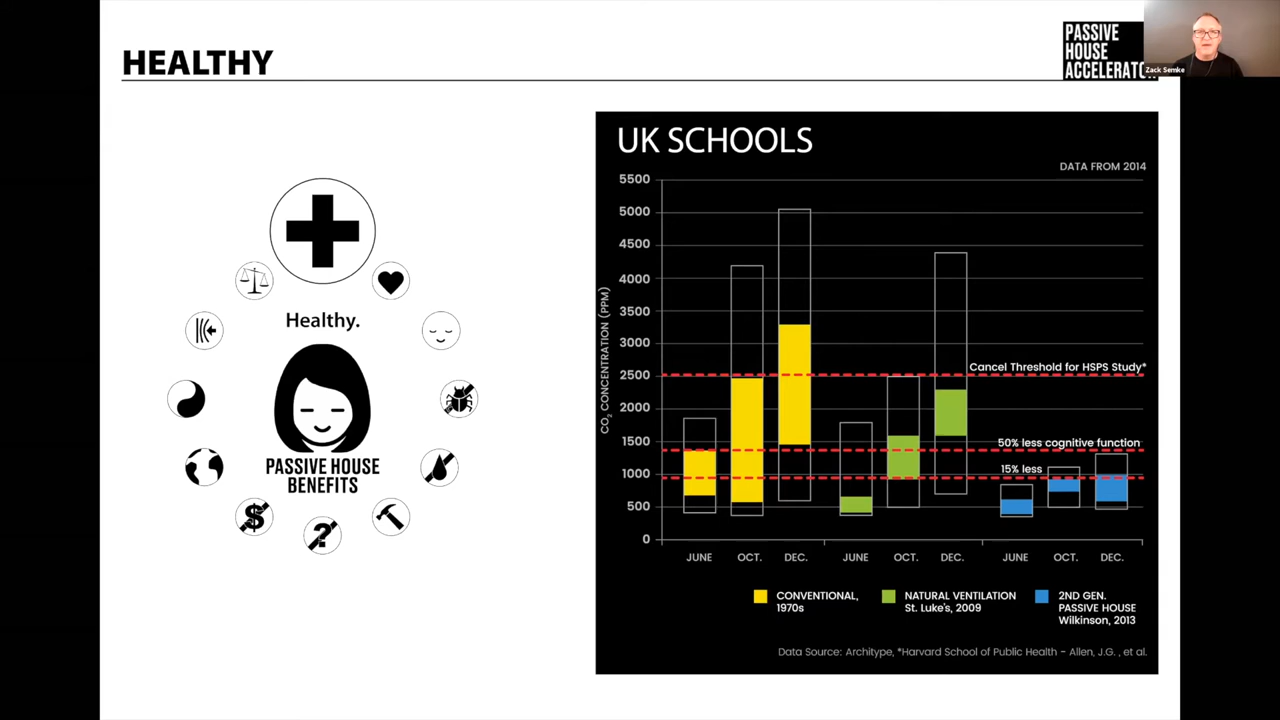 HEALTHY
PASSIVE
HOUSE
ACCELERATO
Zack Semke
Healthy.
PASSIVE HOUSE
BENEFITS
$
?
UK SCHOOLS
DATA FROM 2014
CO2 CONCENTRATION (PPM)
5500
5000
4500
4000
3500
3000
2500
2000
1500
1000
500
0
Cancel Threshold for HSPS Study*
50% less cognitive function
15% less
JUNE OCT. DEC. JUNE OCT. DEC. JUNE OCT. DEC.
CONVENTIONAL,
1970s
NATURAL VENTILATION
St. Luke's, 2009
2ND GEN.
PASSIVE HOUSE
Wilkinson, 2013
Data Source: Architype, *Harvard School of Public Health - Allen, J.G. , et al.